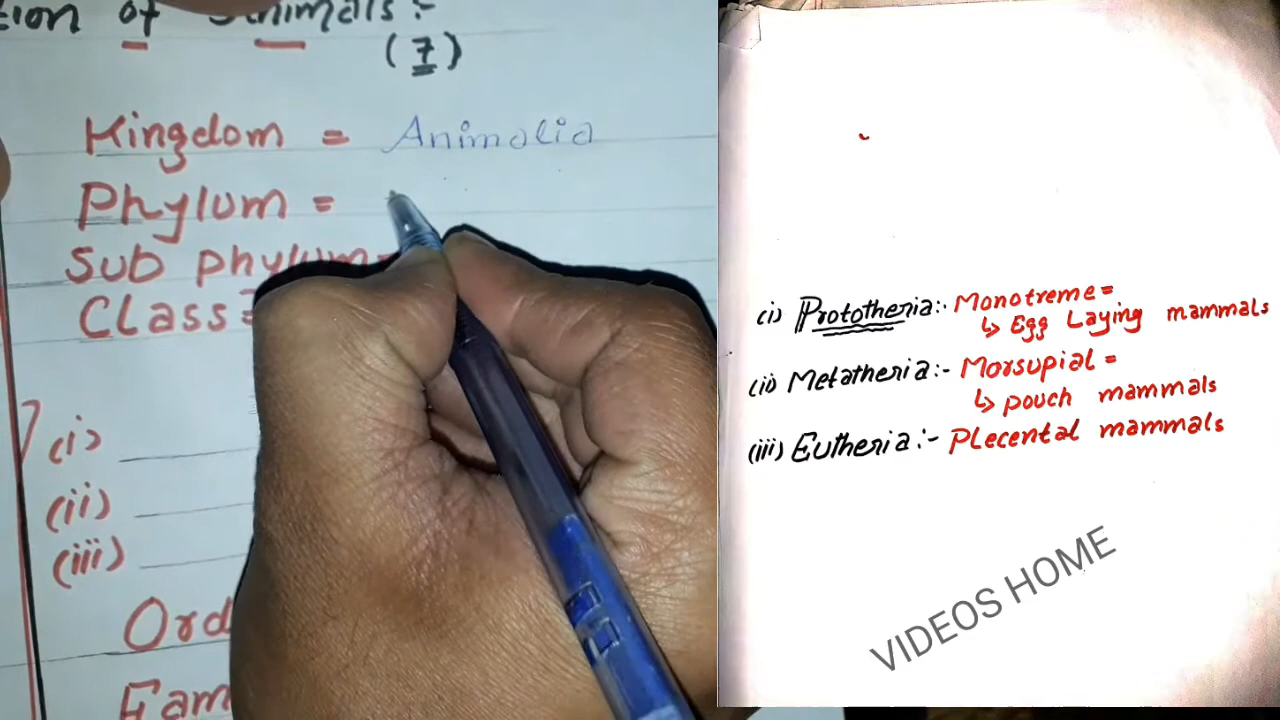 tion of Animals:-
(7)
Kingdom = Animalia
Phylum =
Sub phylum=
Class=
(i)
(ii)
(iii)
Ord
Fam
(i) Prototheria:- Monotreme=
↳ Egg Laying mammals
(ii) Metatheria:- Morsupial =
↳ pouch mammals
(iii) Eutheria:- Plecental mammals
VIDEOS HOME